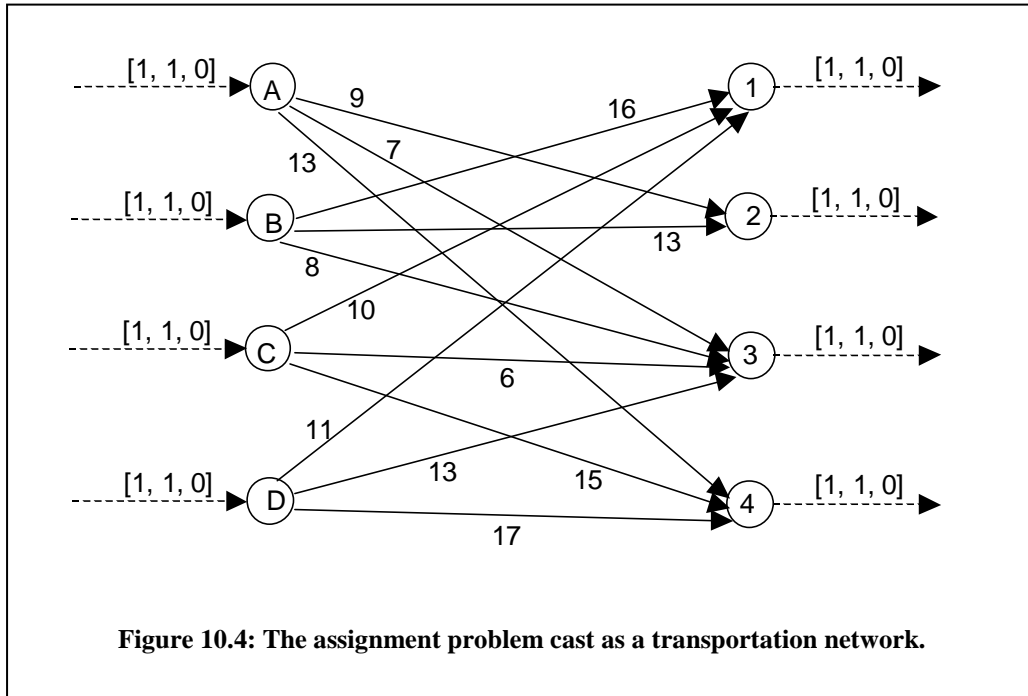 [1, 1, 0]
A
9
16
1
[1, 1, 0]
13
7
[1, 1, 0]
B
13
2
[1, 1, 0]
8
[1, 1, 0]
C
10
6
3
[1, 1, 0]
11
13
15
[1, 1, 0]
D
17
4
[1, 1, 0]
Figure 10.4: The assignment problem cast as a transportation network.